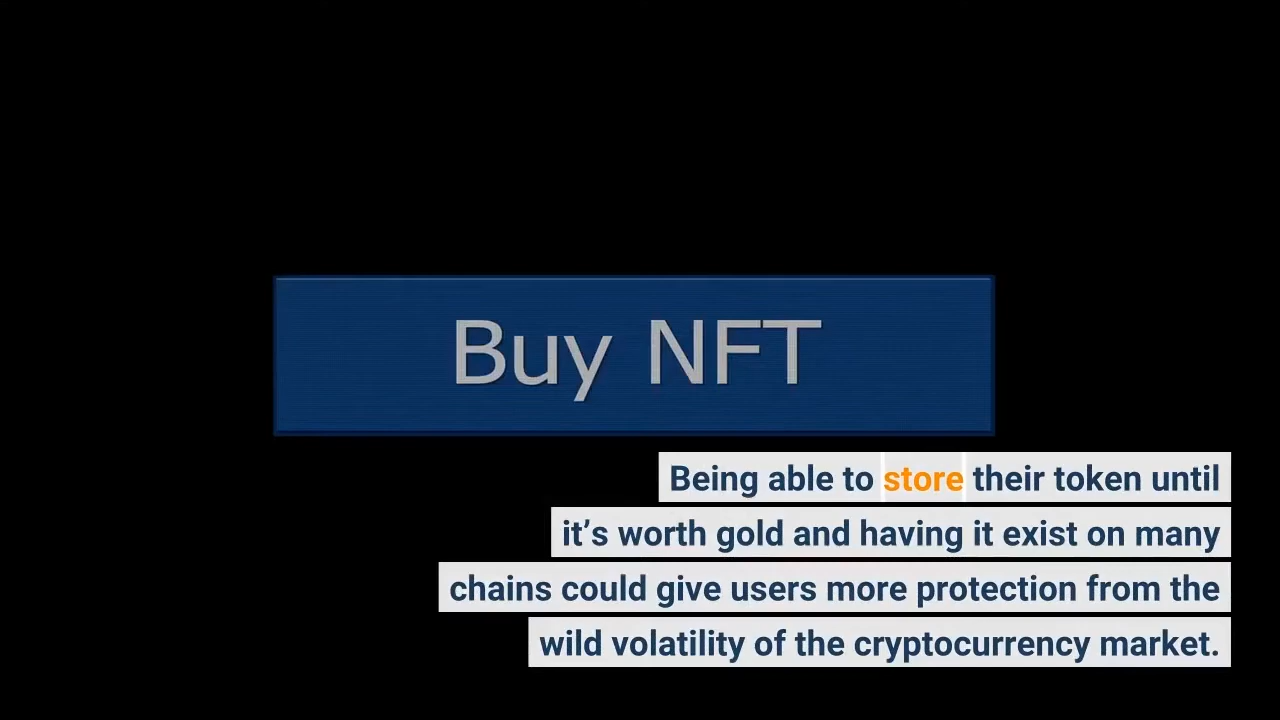 Buy NFT
Being able to store their token until
it’s worth gold and having it exist on many
chains could give users more protection from the
wild volatility of the cryptocurrency market.